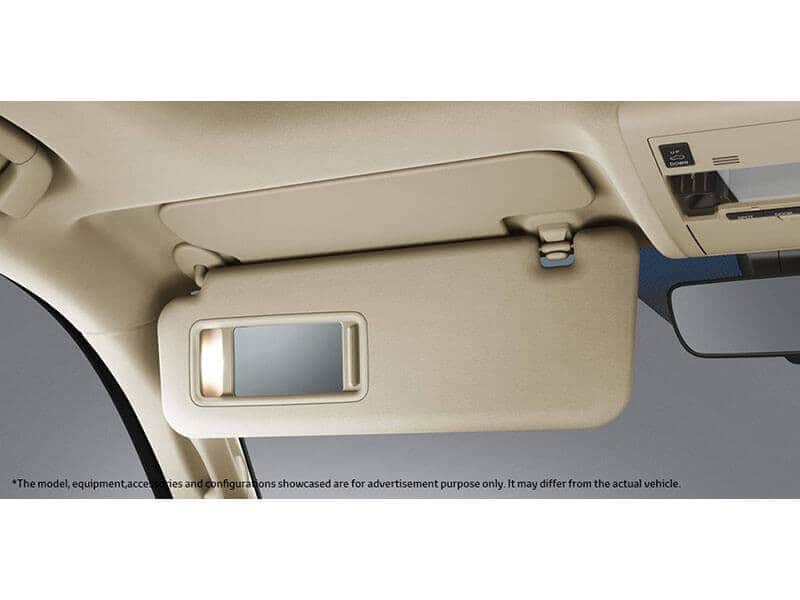 UP
DOWN
DOOR
*The model, equipment,accessories and configurations showcased are for advertisement purpose only. It may differ from the actual vehicle.